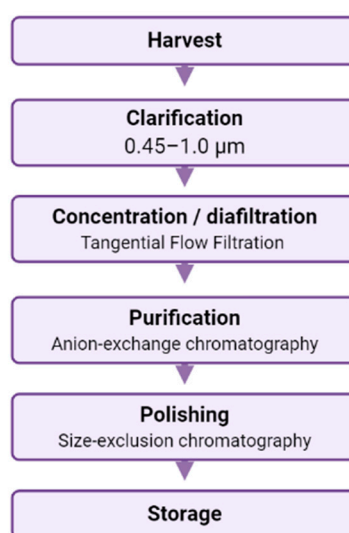 Harvest
Clarification
0.45–1.0 μm
Concentration / diafiltration
Tangential Flow Filtration
Purification
Anion-exchange chromatography
Polishing
Size-exclusion chromatography
Storage